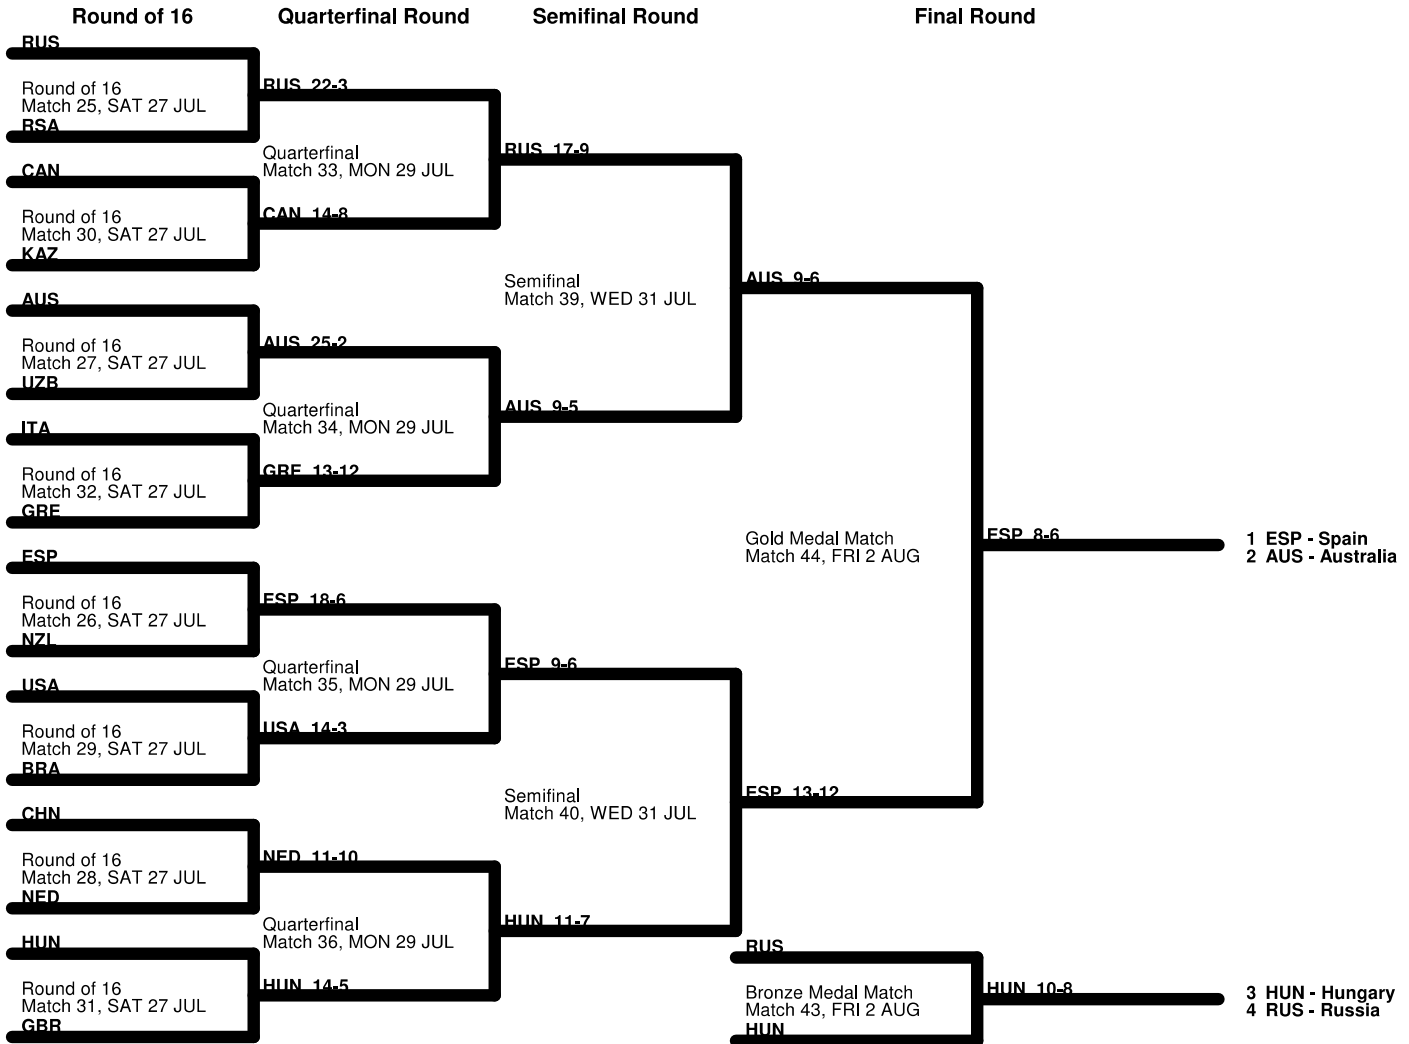 Round of 16
Quarterfinal Round
Semifinal Round
Final Round
RUS
Round of 16
Match 25, SAT 27 JUL
RSA
CAN
Round of 16
Match 30, SAT 27 JUL
KAZ
AUS
Round of 16
Match 27, SAT 27 JUL
UZB
ITA
Round of 16
Match 32, SAT 27 JUL
GRE
ESP
Round of 16
Match 26, SAT 27 JUL
NZL
USA
Round of 16
Match 29, SAT 27 JUL
BRA
CHN
Round of 16
Match 28, SAT 27 JUL
NED
HUN
Round of 16
Match 31, SAT 27 JUL
GBR
RUS 22-3
Quarterfinal
Match 33, MON 29 JUL
CAN 14-8
AUS 25-2
Quarterfinal
Match 34, MON 29 JUL
GRE 13-12
ESP 18-6
Quarterfinal
Match 35, MON 29 JUL
USA 14-3
NED 11-10
Quarterfinal
Match 36, MON 29 JUL
HUN 14-5
RUS 17-9
Semifinal
Match 39, WED 31 JUL
AUS 9-5
ESP 9-6
Semifinal
Match 40, WED 31 JUL
HUN 11-7
AUS 9-6
Gold Medal Match
Match 44, FRI 2 AUG
ESP 13-12
RUS
Bronze Medal Match
Match 43, FRI 2 AUG
HUN
ESP 8-6
1 ESP - Spain
2 AUS - Australia
HUN 10-8
3 HUN - Hungary
4 RUS - Russia